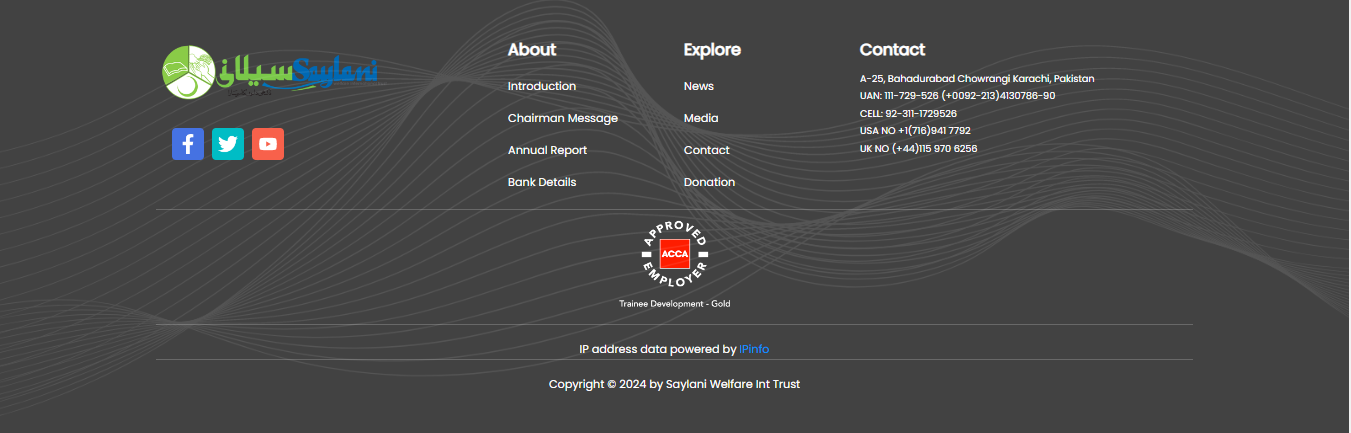 سیلانی Saylani
About
Introduction
Chairman Message
Annual Report
Bank Details
Explore
News
Media
Contact
Donation
Contact
A-25, Bahadurabad Chowrangi Karachi, Pakistan
UAN: 111-729-526 (+0092-213)4130786-90
CELL: 92-311-1729526
USA NO +1(716)941 7792
UK NO (+44)115 970 6256
APPROVED
ACCA
EMPLOYER
Trainee Development - Gold
IP address data powered by IPinfo
Copyright © 2024 by Saylani Welfare Int Trust